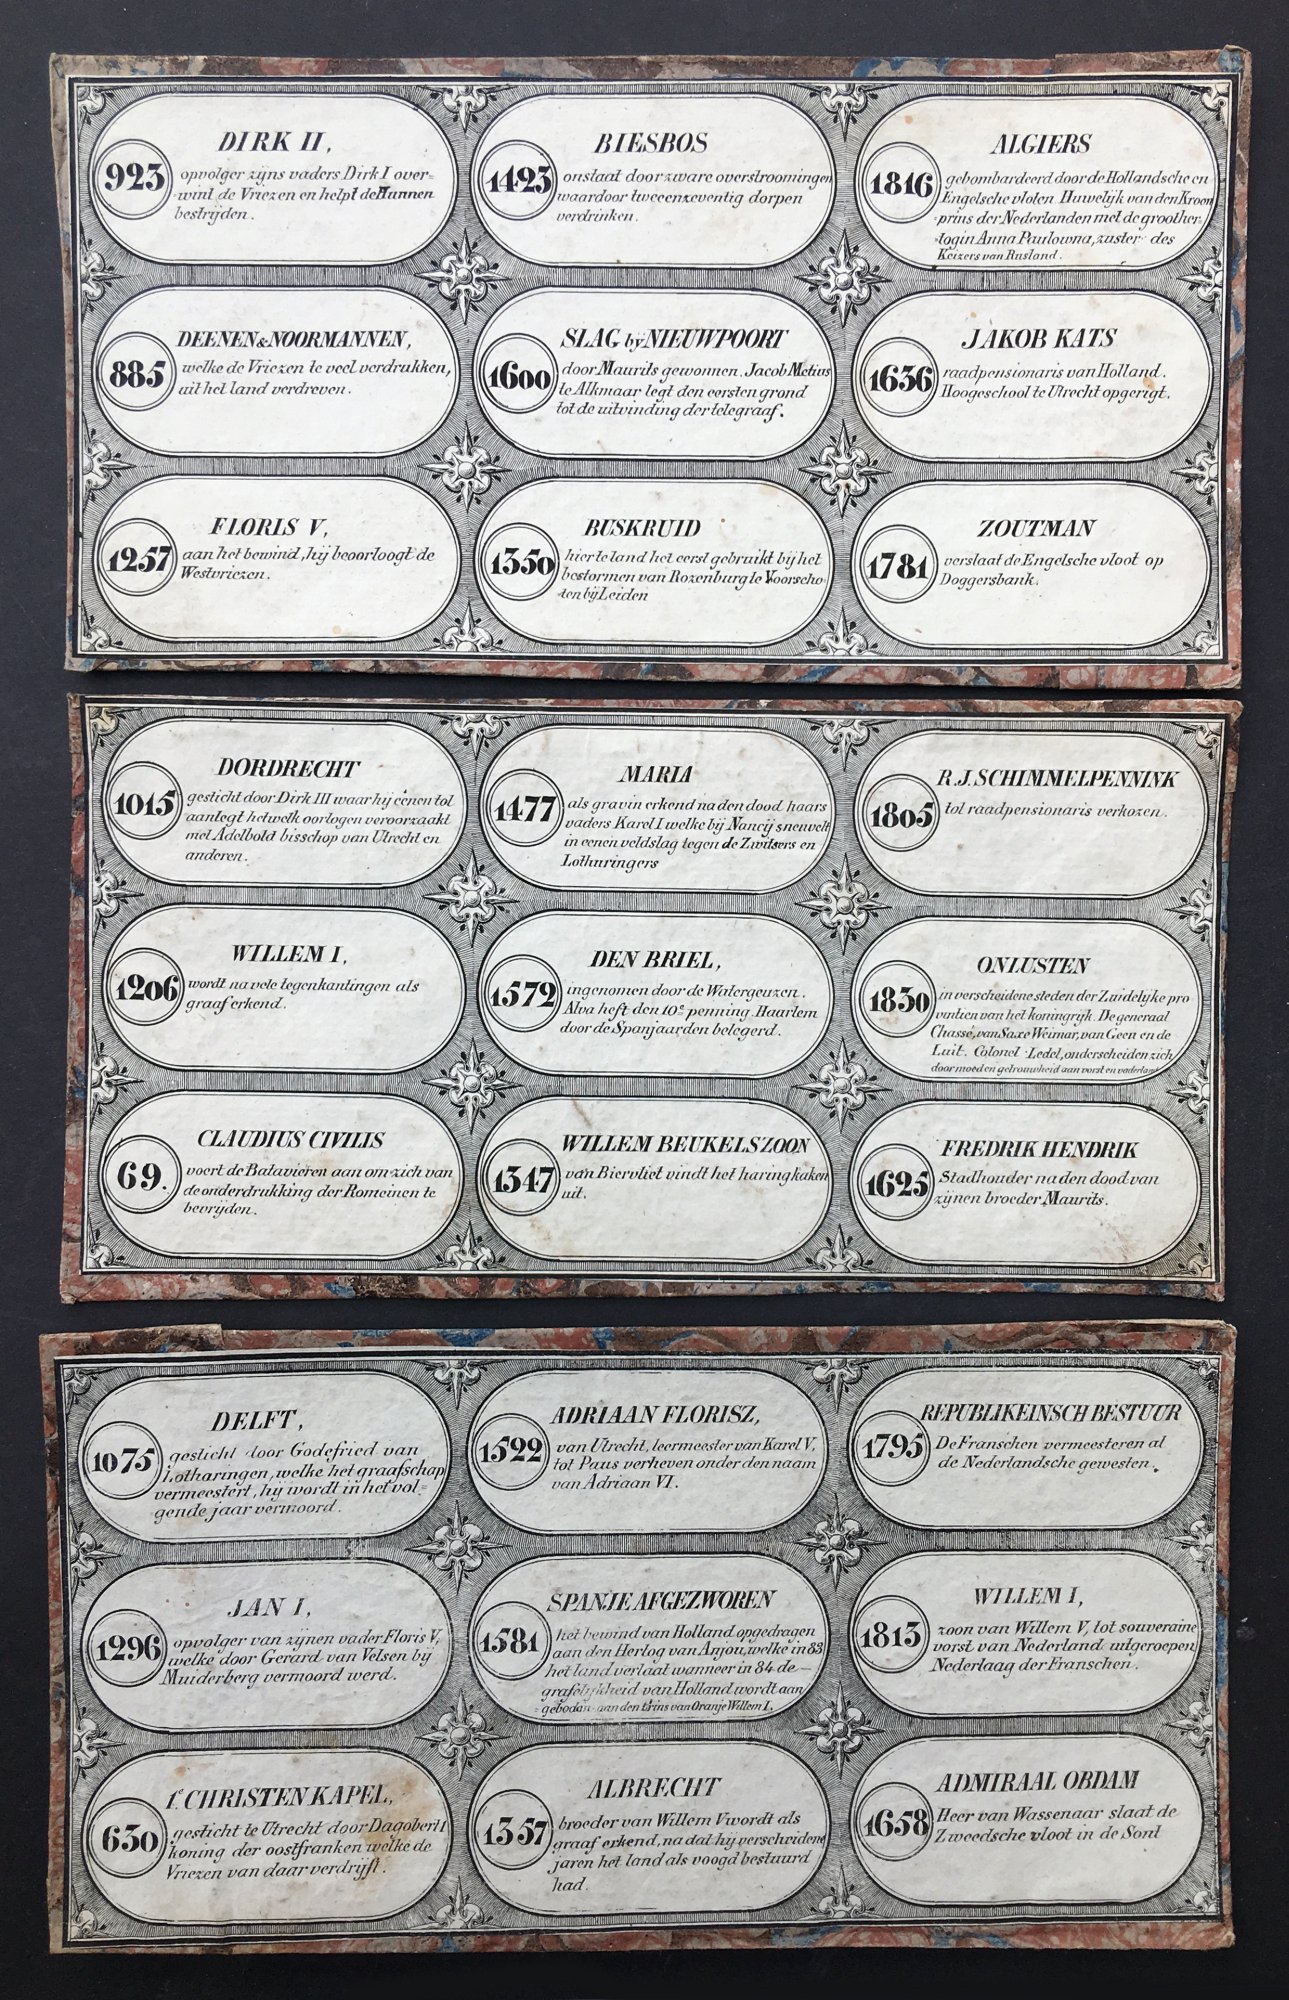 DIRK II,
923
opvolger zijns vaders Dirk I over=
wint de Vriezen en helpt de Hunnen
bestrijden.
BIESBOS
1423
onstaat door zware overstroomingen
waardoor tweeenzeventig dorpen
verdrinken.
ALGIERS
1816
gebombardeerd door de Hollandsche en
Engelsche vloten Huwelijk van den Kroon
prins der Nederlanden met de groother=
togin Anna Paulowna, zuster des
Keizers van Rusland.
DEENEN & NOORMANNEN,
885
welke de Vriezen te veel verdrukken,
uit het land verdreven.
SLAG bij NIEUWPOORT
1600
door Maurits gewonnen. Jacob Metius
te Alkmaar legt den eersten grond
tot de uitvinding der telegraaf.
JAKOB KATS
1636
raadpensionaris van Holland.
Hoogeschool te Utrecht opgerigt.
FLORIS V,
1257
aan het bewind, hij beoorloogt de
Westvriezen.
BUSKRUID
1350
hier te land het eerst gebruikt bij het
bestormen van Rozenburg te Voorscho-
ten bij Leiden
ZOUTMAN
1781
verslaat de Engelsche vloot op
Doggersbank.
DORDRECHT
1015
gesticht door Dirk III waar hij eenen tol
aanlegt hetwelk oorlogen veroorzaakt
met Adelbold bisschop van Utrecht en
anderen.
MARIA
1477
als gravin erkend na den dood haars
vaders Karel I welke bij Nancij sneuvelt
in eenen veldslag tegen de Zwitsers en
Lotharingers
R.J. SCHIMMELPENNINK
1805
tot raadpensionaris verkozen.
WILLEM I,
1206
wordt na vele tegenkantingen als
graaf erkend.
DEN BRIEL,
1572
ingenomen door de Watergeuzen.
Alva heft den 10e penning. Haarlem
door de Spanjaarden belegerd.
ONLUSTEN
1830
in verscheidene steden der Zuidelijke pro
vintien van het koningrijk. De generaal
Chassé, van Saxe Weimar, van Geen en de
Luit. Colonel Ledel, onderscheiden zich
door moed en getrouwheid aan vorst en vaderland
CLAUDIUS CIVILIS
69.
voert de Batavieren aan om zich van
de onderdrukking der Romeinen te
bevrijden.
WILLEM BEUKELSZOON
1347
van Biervliet vindt het haringkaken
uit.
FREDRIK HENDRIK
1625
Stadhouder na den dood van
zijnen broeder Maurits.
DELFT,
1075
gesticht door Godefried van
Lotharingen, welke het graafschap
vermeestert, hij wordt in het vol=
gende jaar vermoord.
ADRIAAN FLORISZ,
1522
van Utrecht, leermeester van Karel V,
tot Paus verheven onder den naam
van Adriaan VI.
REPUBLIKEINSCH BESTUUR
1795
De Franschen vermeesteren al
de Nederlandsche gewesten.
JAN I,
1296
opvolger van zijnen vader Floris V,
welke door Gerard van Velsen bij
Muiderberg vermoord werd.
SPANJE AFGEZWOREN
1581
het bewind van Holland opgedragen
aan den Hertog van Anjou, welke in 83
het land verlaat wanneer in 84 de
grafelijkheid van Holland wordt aan
geboden aan den Prins van Oranje Willem I.
WILLEM I,
1813
zoon van Willem V, tot souveraine
vorst van Nederland uitgeroepen
Nederlaag der Franschen.
1e CHRISTEN KAPEL,
630
gesticht te Utrecht door Dagobert I
koning der oostfranken welke de
Vriezen van daar verdrijft.
ALBRECHT
1357
broeder van Willem V wordt als
graaf erkend, na dat hij verscheidene
jaren het land als voogd bestuurd
had.
ADMIRAAL OBDAM
1658
Heer van Wassenaar slaat de
Zweedsche vloot in de Sont